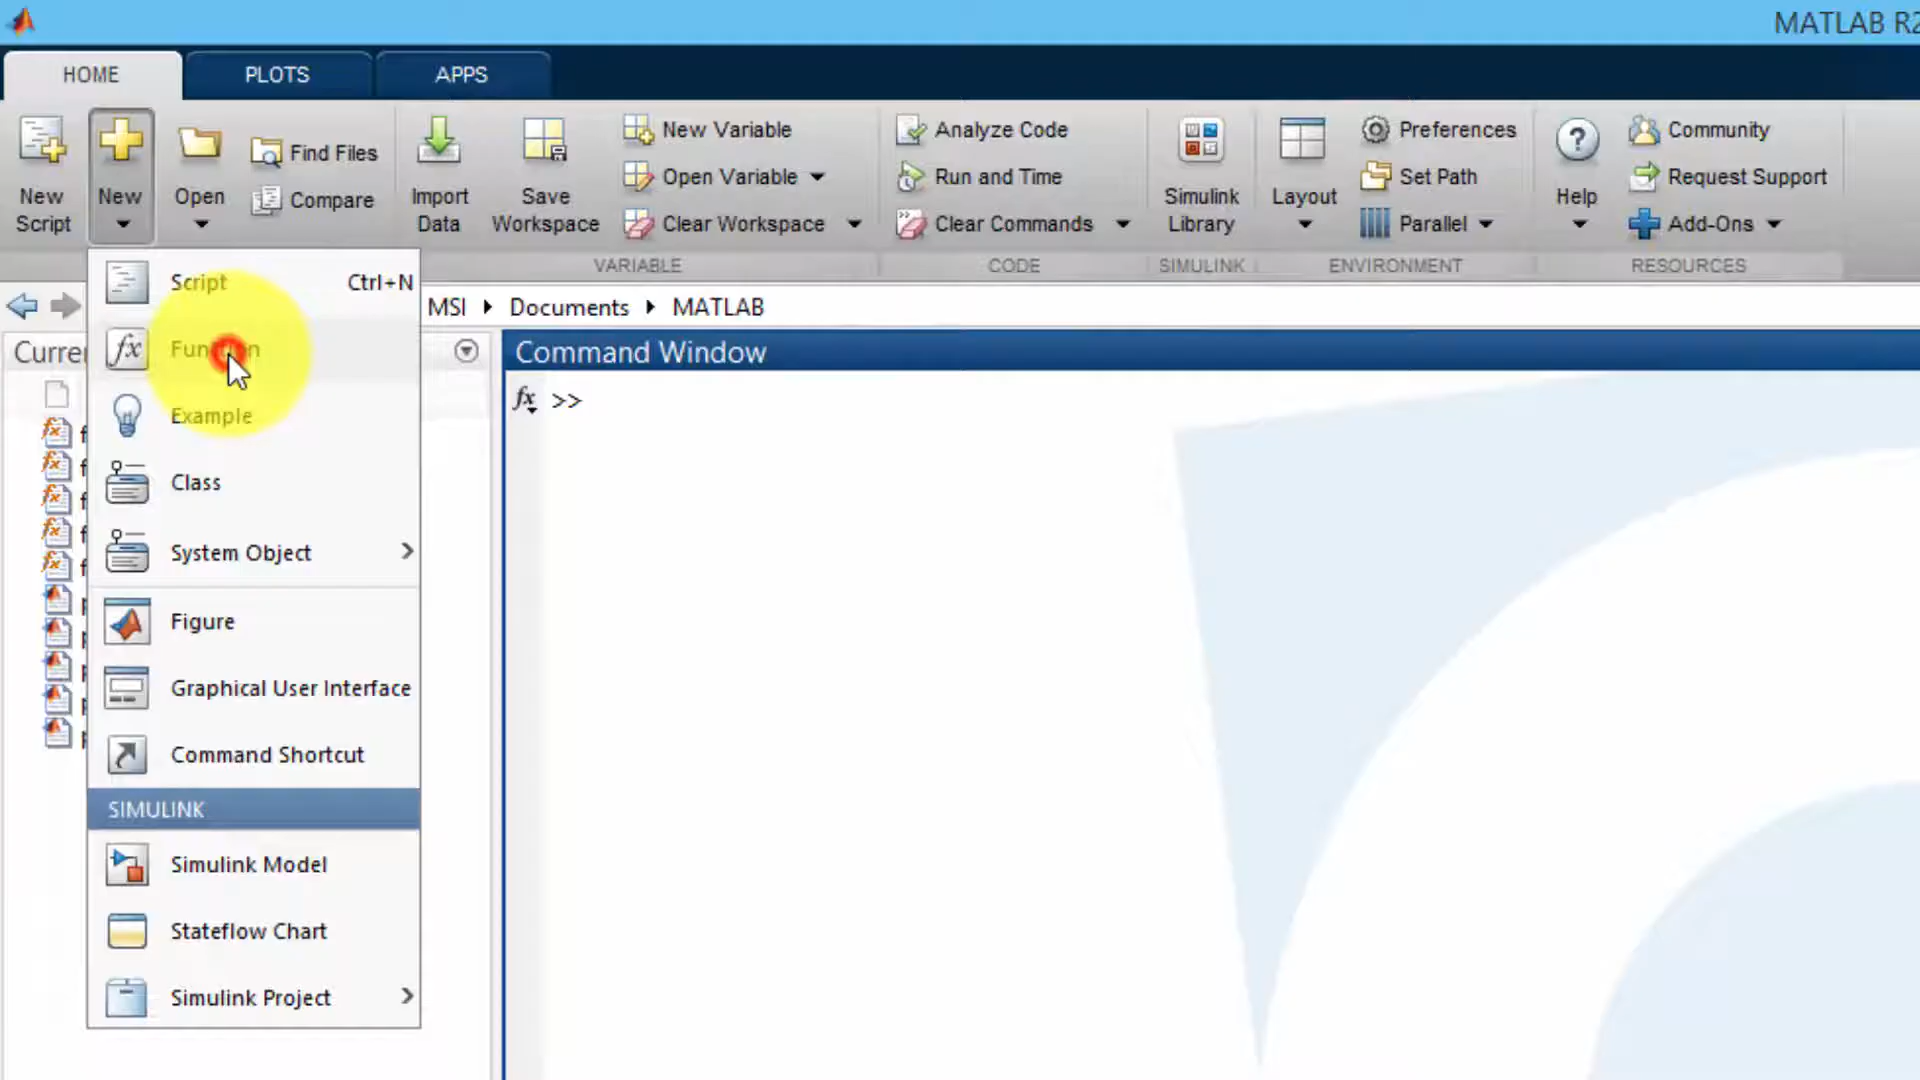 MATLAB R2
HOME
PLOTS
APPS
New Script
New
Open
Find Files
Compare
Import Data
Save Workspace
New Variable
Open Variable
Clear Workspace
Analyze Code
Run and Time
Clear Commands
Simulink Library
Layout
Preferences
Set Path
Parallel
? Help
Community
Request Support
Add-Ons
VARIABLE
CODE
SIMULINK
ENVIRONMENT
RESOURCES
MSI Documents MATLAB
Script Ctrl+N
fx Function
Example
Class
System Object
Figure
Graphical User Interface
Command Shortcut
SIMULINK
Simulink Model
Stateflow Chart
Simulink Project
Command Window
fx >>